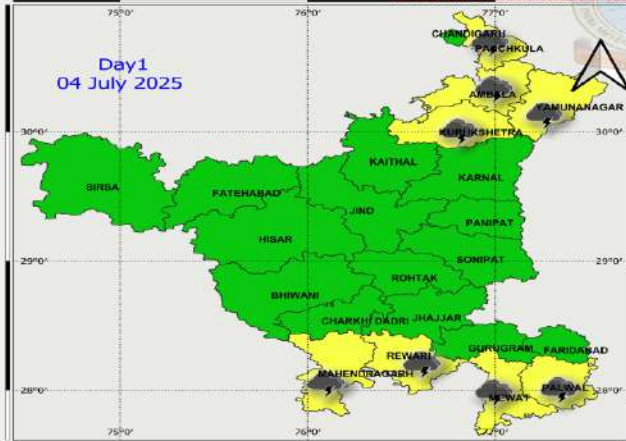 75°0' 76°0' 77°0'
Day1
04 July 2025
CHANDIGARH
PANCHKULA
AMBALA
YAMUNANAGAR
30°0' KURUKSHETRA 30°0'
KAITHAL
KARNAL
SIRSA
FATEHABAD
JIND
PANIPAT
HISAR
SONIPAT
29°0' 29°0'
ROHTAK
BHIWANI
CHARKHI DADRI
JHAJJAR
GURUGRAM
FARIDABAD
REWARI
MAHENDRAGARH
28°0' MEWAT PALWAL 28°0'
75°0' 76°0' 77°0'